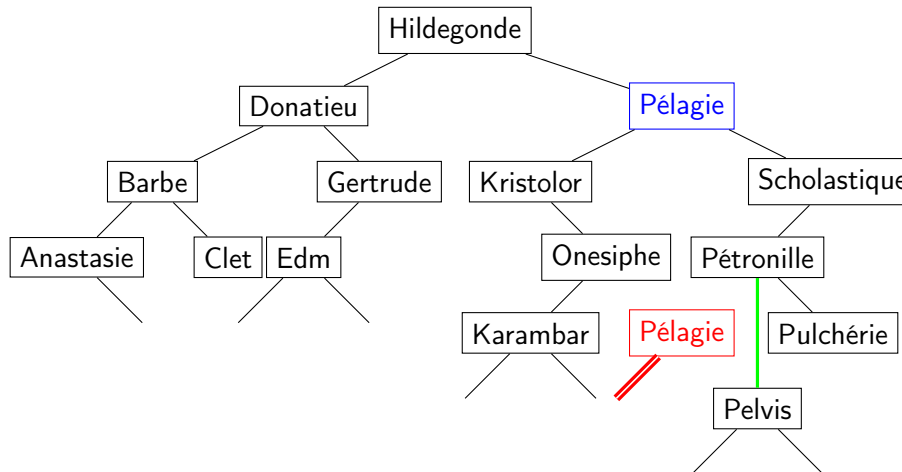 Hildegonde
Donatieu
Pélagie
Barbe
Gertrude
Kristolor
Scholastique
Anastasie
Clet
Edm
Onesiphe
Pétronille
Karambar
Pélagie
Pulchérie
Pelvis